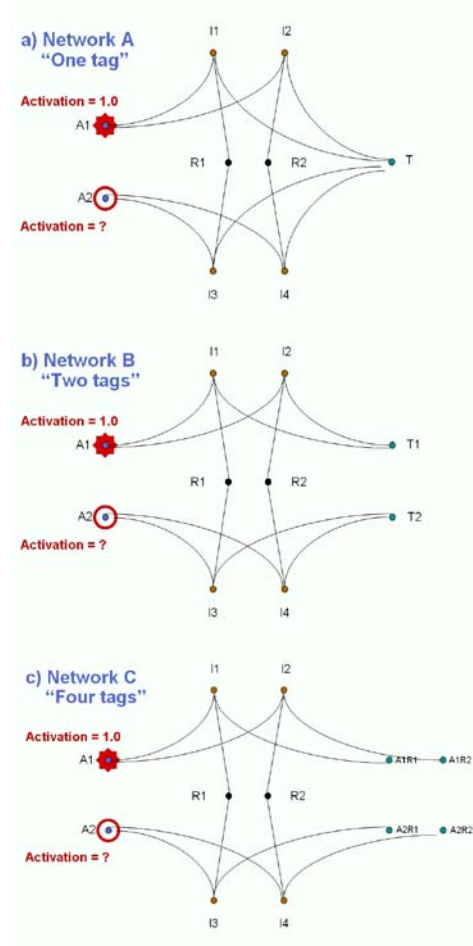 a) Network A
“One tag”
I1 I2
Activation = 1.0
A1
R1 R2 T
A2
Activation = ?
I3 I4
b) Network B
“Two tags”
I1 I2
Activation = 1.0
A1 T1
R1 R2
A2 T2
Activation = ?
I3 I4
c) Network C
“Four tags”
I1 I2
Activation = 1.0
A1 A1R1 A1R2
R1 R2
A2 A2R1 A2R2
Activation = ?
I3 I4